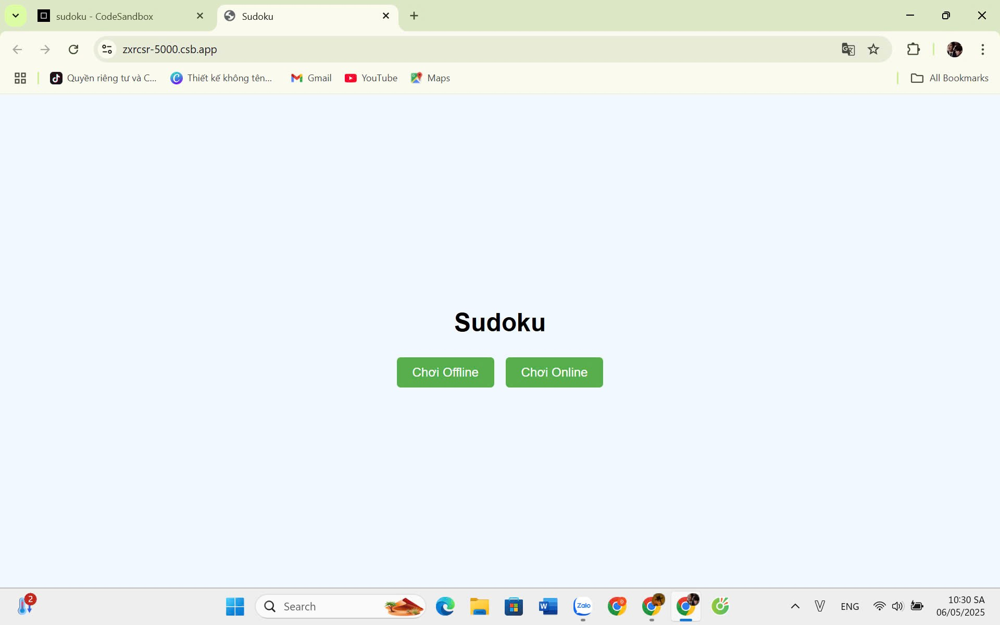 sudoku - CodeSandbox
Sudoku
zxrcsr-5000.csb.app
Quyền riêng tư và C...
Thiết kế không tên...
Gmail
YouTube
Maps
All Bookmarks
Sudoku
Chơi Offline
Chơi Online
2
Search
W
Zalo
Đ
V
ENG
10:30 SA
06/05/2025